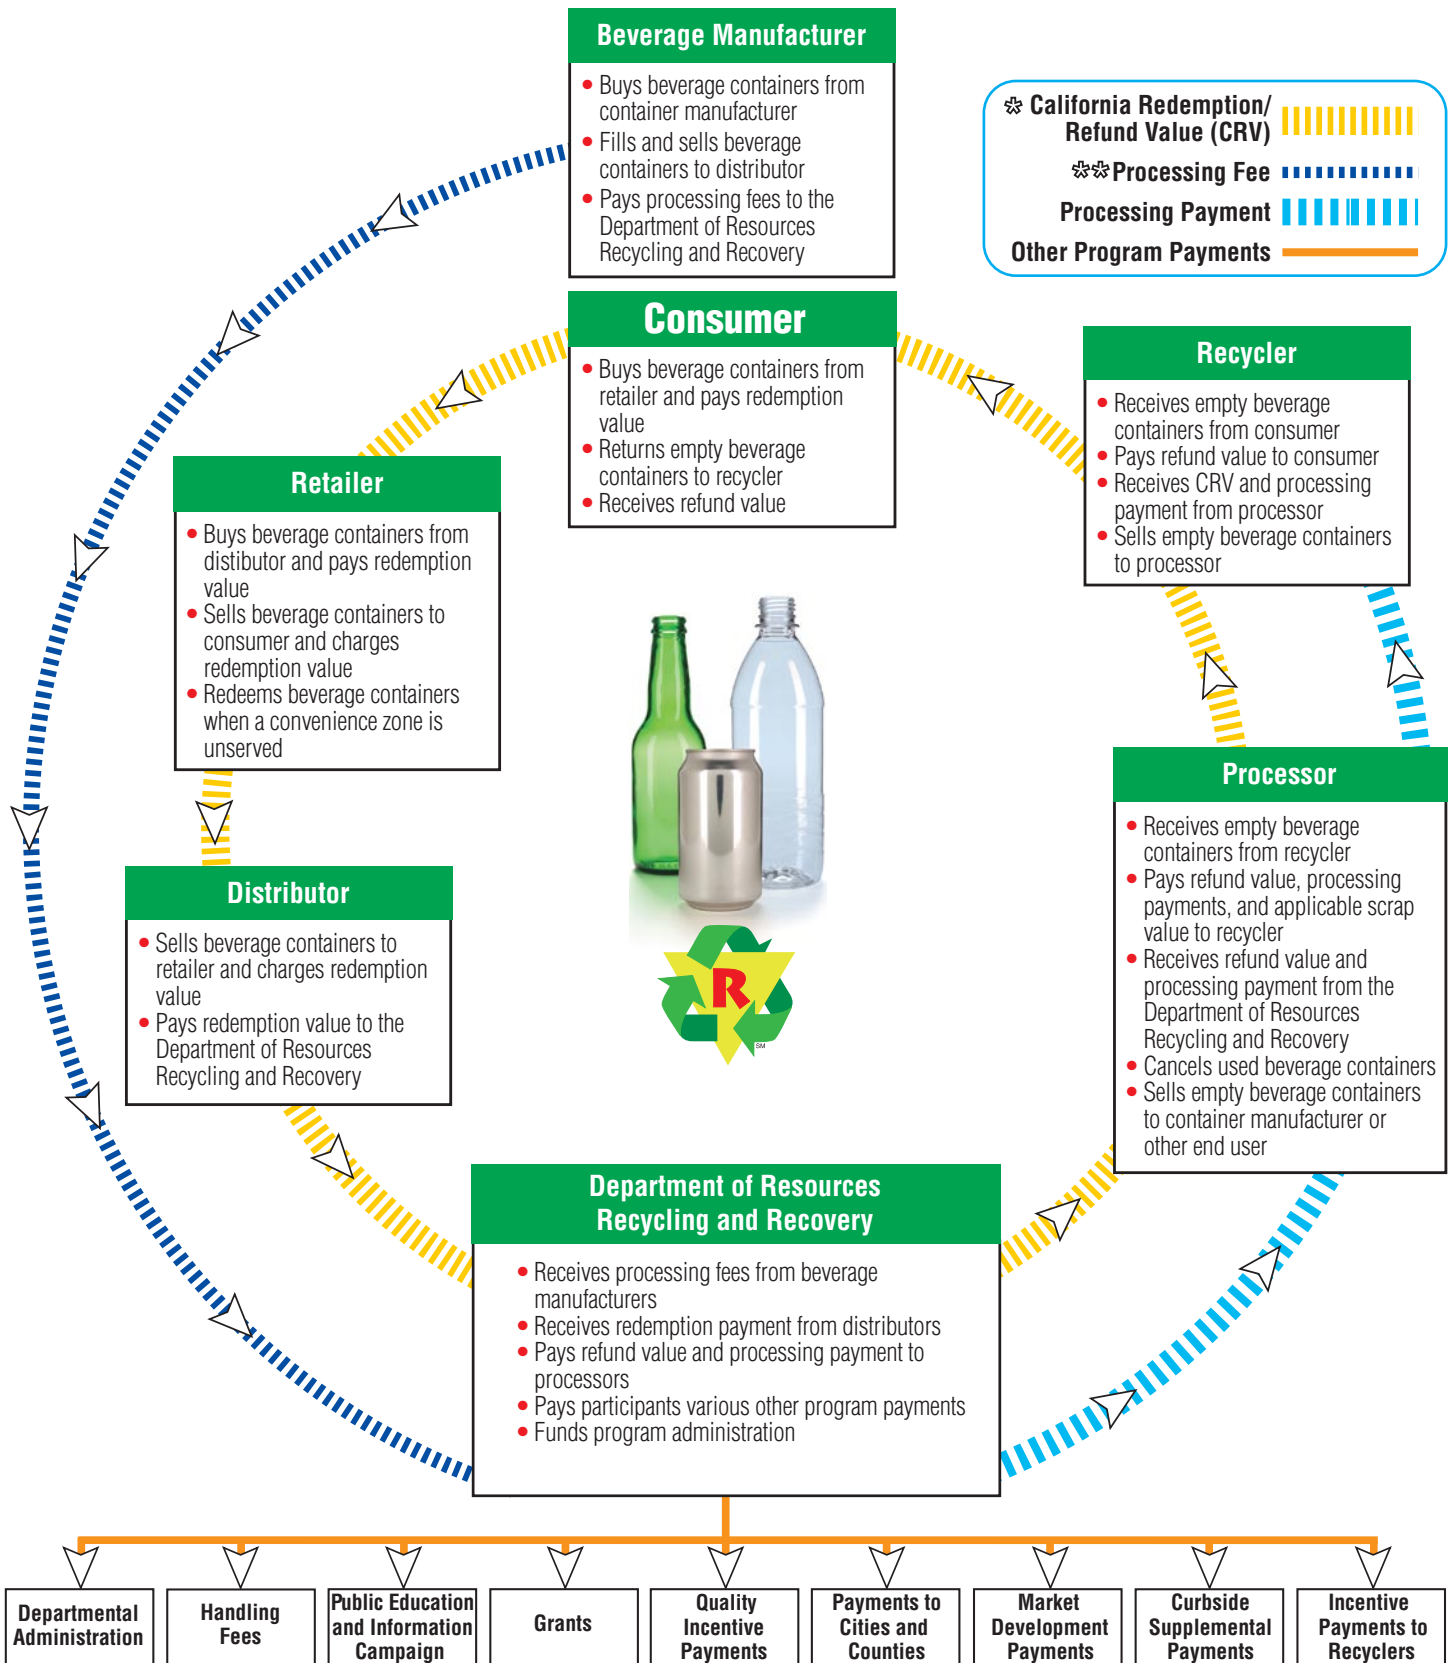 Beverage Manufacturer
• Buys beverage containers from
container manufacturer
• Fills and sells beverage
containers to distributor
• Pays processing fees to the
Department of Resources
Recycling and Recovery
* California Redemption/
Refund Value (CRV)
**Processing Fee
Processing Payment
Other Program Payments
Consumer
• Buys beverage containers from
retailer and pays redemption
value
• Returns empty beverage
containers to recycler
• Receives refund value
Recycler
• Receives empty beverage
containers from consumer
• Pays refund value to consumer
• Receives CRV and processing
payment from processor
• Sells empty beverage containers
to processor
Retailer
• Buys beverage containers from
distibutor and pays redemption
value
• Sells beverage containers to
consumer and charges
redemption value
• Redeems beverage containers
when a convenience zone is
unserved
Processor
• Receives empty beverage
containers from recycler
• Pays refund value, processing
payments, and applicable scrap
value to recycler
• Receives refund value and
processing payment from the
Department of Resources
Recycling and Recovery
• Cancels used beverage containers
• Sells empty beverage containers
to container manufacturer or
other end user
Distributor
• Sells beverage containers to
retailer and charges redemption
value
• Pays redemption value to the
Department of Resources
Recycling and Recovery
R
SM
Department of Resources
Recycling and Recovery
• Receives processing fees from beverage
manufacturers
• Receives redemption payment from distributors
• Pays refund value and processing payment to
processors
• Pays participants various other program payments
• Funds program administration
Departmental
Administration
Handling
Fees
Public Education
and Information
Campaign
Grants
Quality
Incentive
Payments
Payments to
Cities and
Counties
Market
Development
Payments
Curbside
Supplemental
Payments
Incentive
Payments to
Recyclers